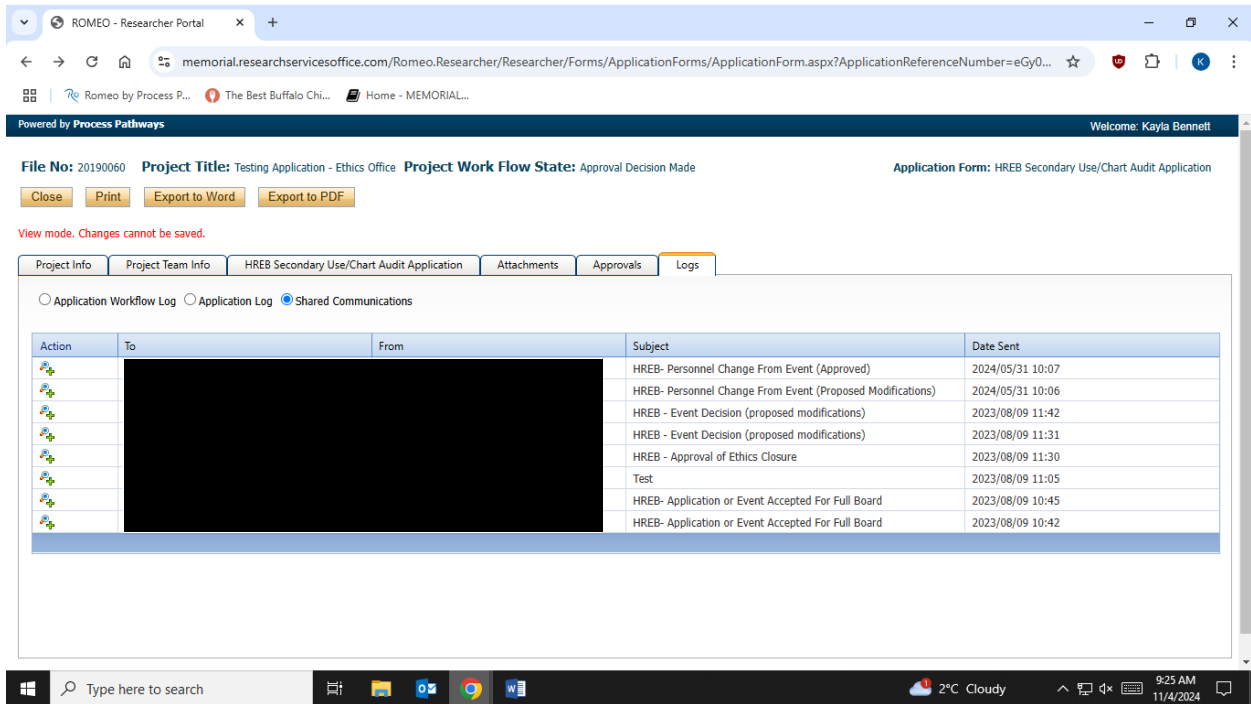 ROMEO - Researcher Portal
memorial.researchservicesoffice.com/Romeo.Researcher/Researcher/Forms/ApplicationForms/ApplicationForm.aspx?ApplicationReferenceNumber=eGy0... K
Romeo by Process P... The Best Buffalo Chi... Home - MEMORIAL...
Powered by Process Pathways Welcome: Kayla Bennett
File No: 20190060 Project Title: Testing Application - Ethics Office Project Work Flow State: Approval Decision Made Application Form: HREB Secondary Use/Chart Audit Application
Close Print Export to Word Export to PDF
View mode. Changes cannot be saved.
Project Info Project Team Info HREB Secondary Use/Chart Audit Application Attachments Approvals Logs
Application Workflow Log Application Log Shared Communications
Action To From Subject Date Sent
HREB- Personnel Change From Event (Approved) 2024/05/31 10:07
HREB- Personnel Change From Event (Proposed Modifications) 2024/05/31 10:06
HREB - Event Decision (proposed modifications) 2023/08/09 11:42
HREB - Event Decision (proposed modifications) 2023/08/09 11:31
HREB - Approval of Ethics Closure 2023/08/09 11:30
Test 2023/08/09 11:05
HREB- Application or Event Accepted For Full Board 2023/08/09 10:45
HREB- Application or Event Accepted For Full Board 2023/08/09 10:42
Type here to search 1 2°C Cloudy 9:25 AM
11/4/2024